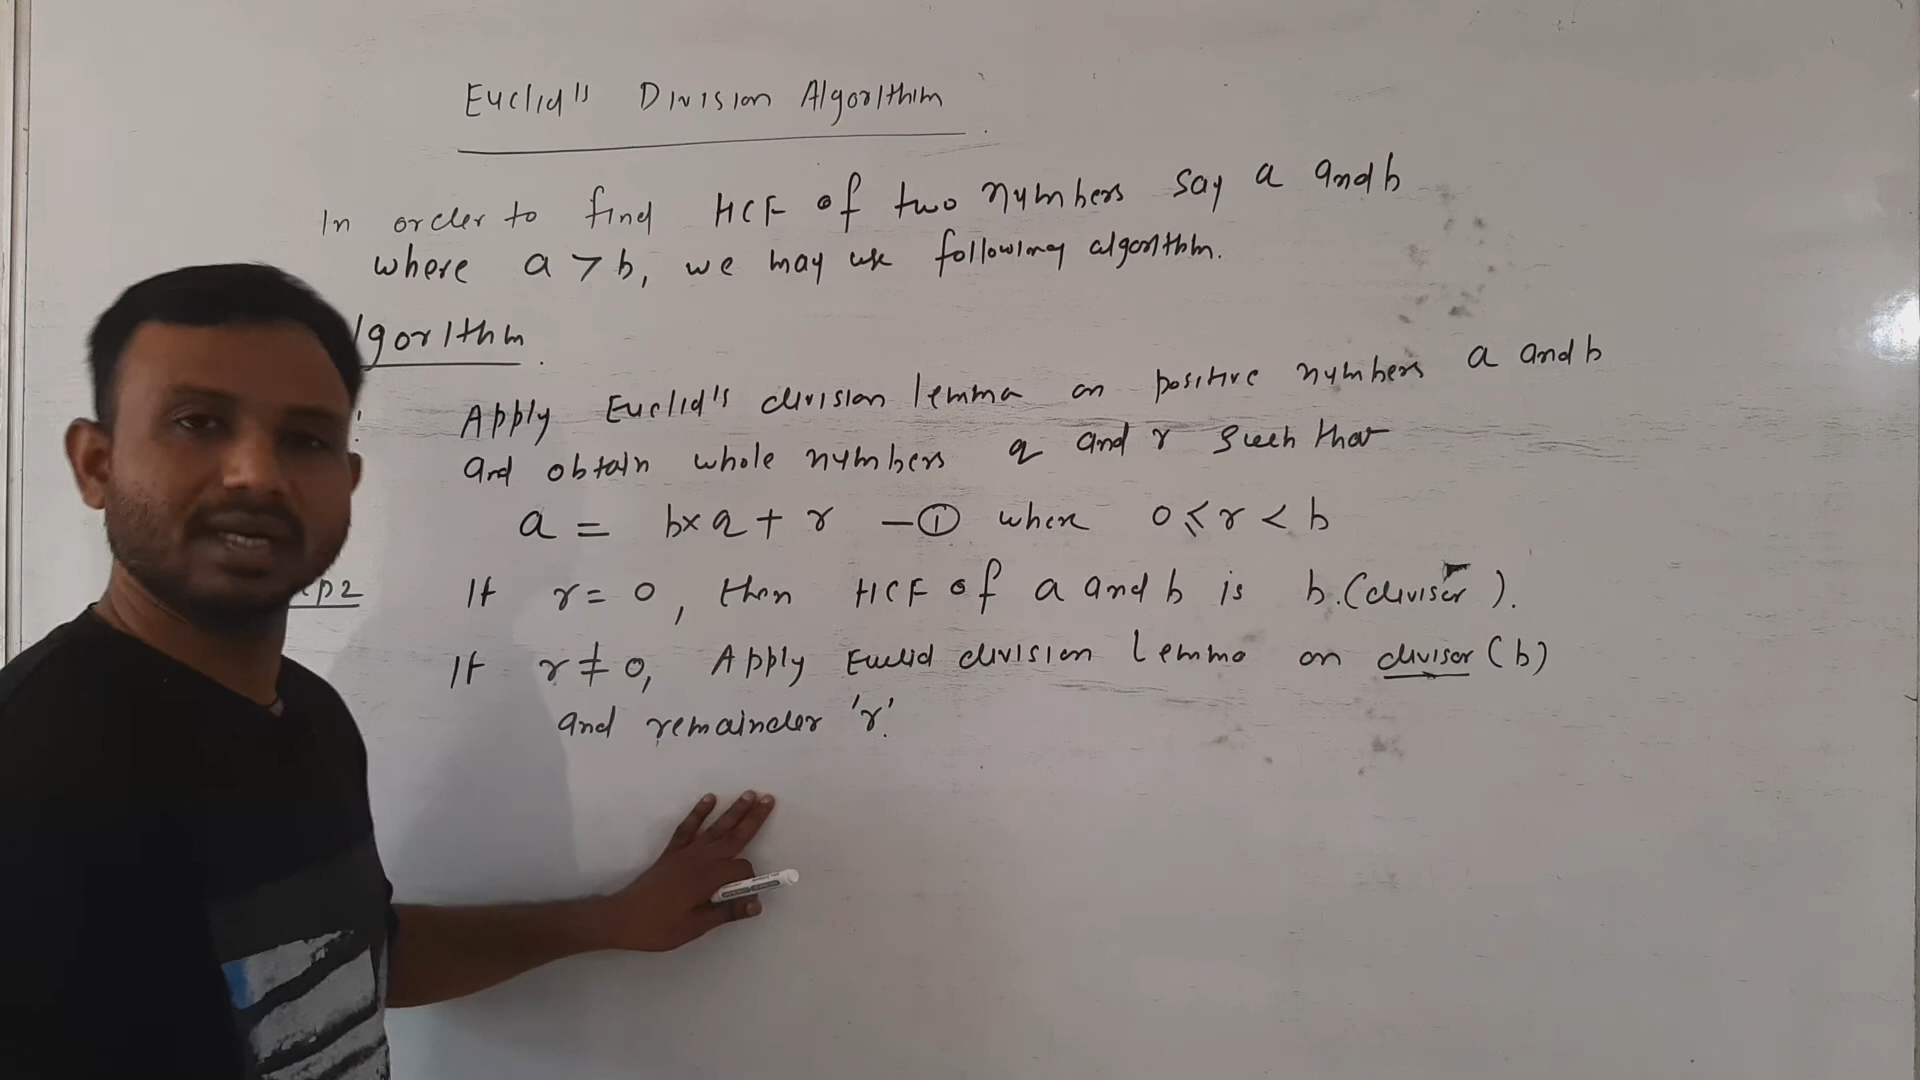 Euclid's Division Algorithm
In order to find HCF of two numbers say a and b
where a > b, we may use following algorithm.
lgorithm.
: Apply Euclid's division lemma on positive numbers a and b
and obtain whole numbers q and r such that
a = b×q + r — ① where 0 ≤ r < b
ep2 If r = 0, then HCF of a and b is b. (divisor).
If r ≠ 0, Apply Euclid division lemma on divisor (b)
and remainder 'r'.